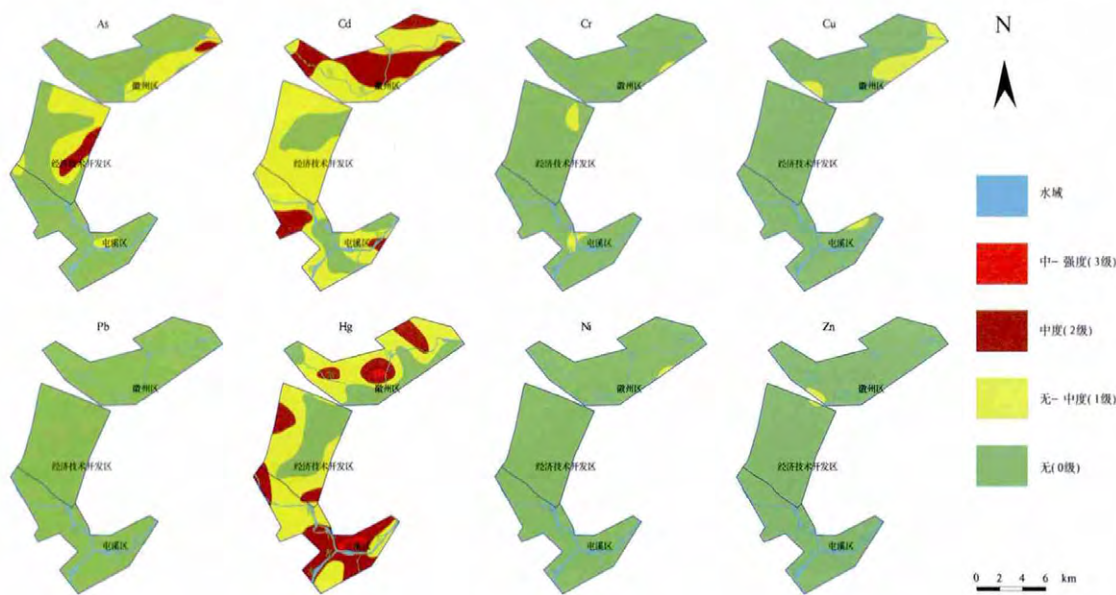 As
Cd
Cr
Cu
N
徽州区
徽州区
徽州区
徽州区
经济技术开发区
经济技术开发区
经济技术开发区
经济技术开发区
屯溪区
屯溪区
屯溪区
屯溪区
水域
中-强度(3级)
中度(2级)
无-中度(1级)
无(0级)
Pb
Hg
Ni
Zn
徽州区
徽州区
徽州区
徽州区
经济技术开发区
经济技术开发区
经济技术开发区
经济技术开发区
屯溪区
屯溪区
屯溪区
屯溪区
0 2 4 6 km